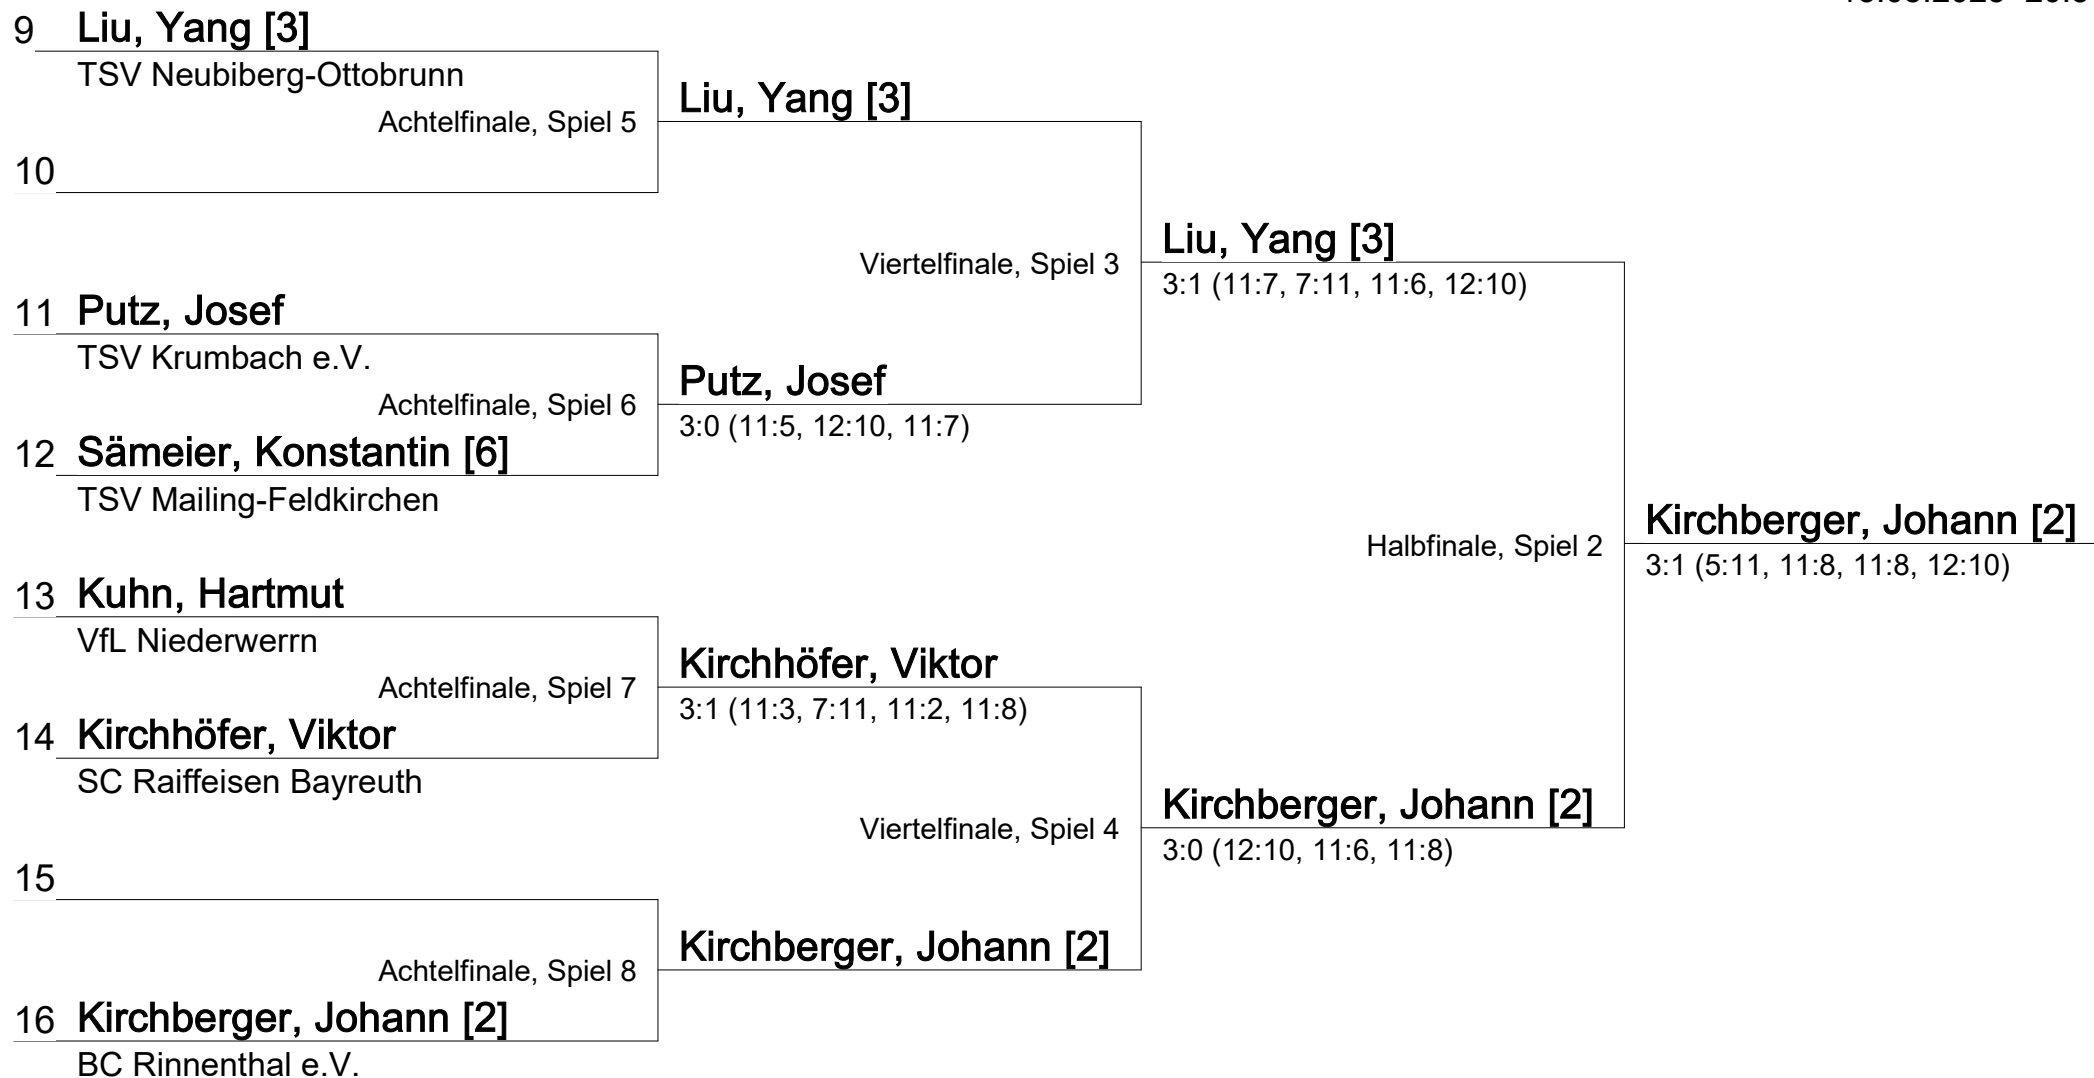 9 Liu, Yang [3]
TSV Neubiberg-Ottobrunn
Achtelfinale, Spiel 5
Liu, Yang [3]
10
Viertelfinale, Spiel 3
Liu, Yang [3]
3:1 (11:7, 7:11, 11:6, 12:10)
11 Putz, Josef
TSV Krumbach e.V.
Achtelfinale, Spiel 6
Putz, Josef
3:0 (11:5, 12:10, 11:7)
12 Sämeier, Konstantin [6]
TSV Mailing-Feldkirchen
Halbfinale, Spiel 2
Kirchberger, Johann [2]
3:1 (5:11, 11:8, 11:8, 12:10)
13 Kuhn, Hartmut
VfL Niederwerrn
Achtelfinale, Spiel 7
Kirchhöfer, Viktor
3:1 (11:3, 7:11, 11:2, 11:8)
14 Kirchhöfer, Viktor
SC Raiffeisen Bayreuth
Viertelfinale, Spiel 4
Kirchberger, Johann [2]
3:0 (12:10, 11:6, 11:8)
15
Achtelfinale, Spiel 8
Kirchberger, Johann [2]
16 Kirchberger, Johann [2]
BC Rinnenthal e.V.